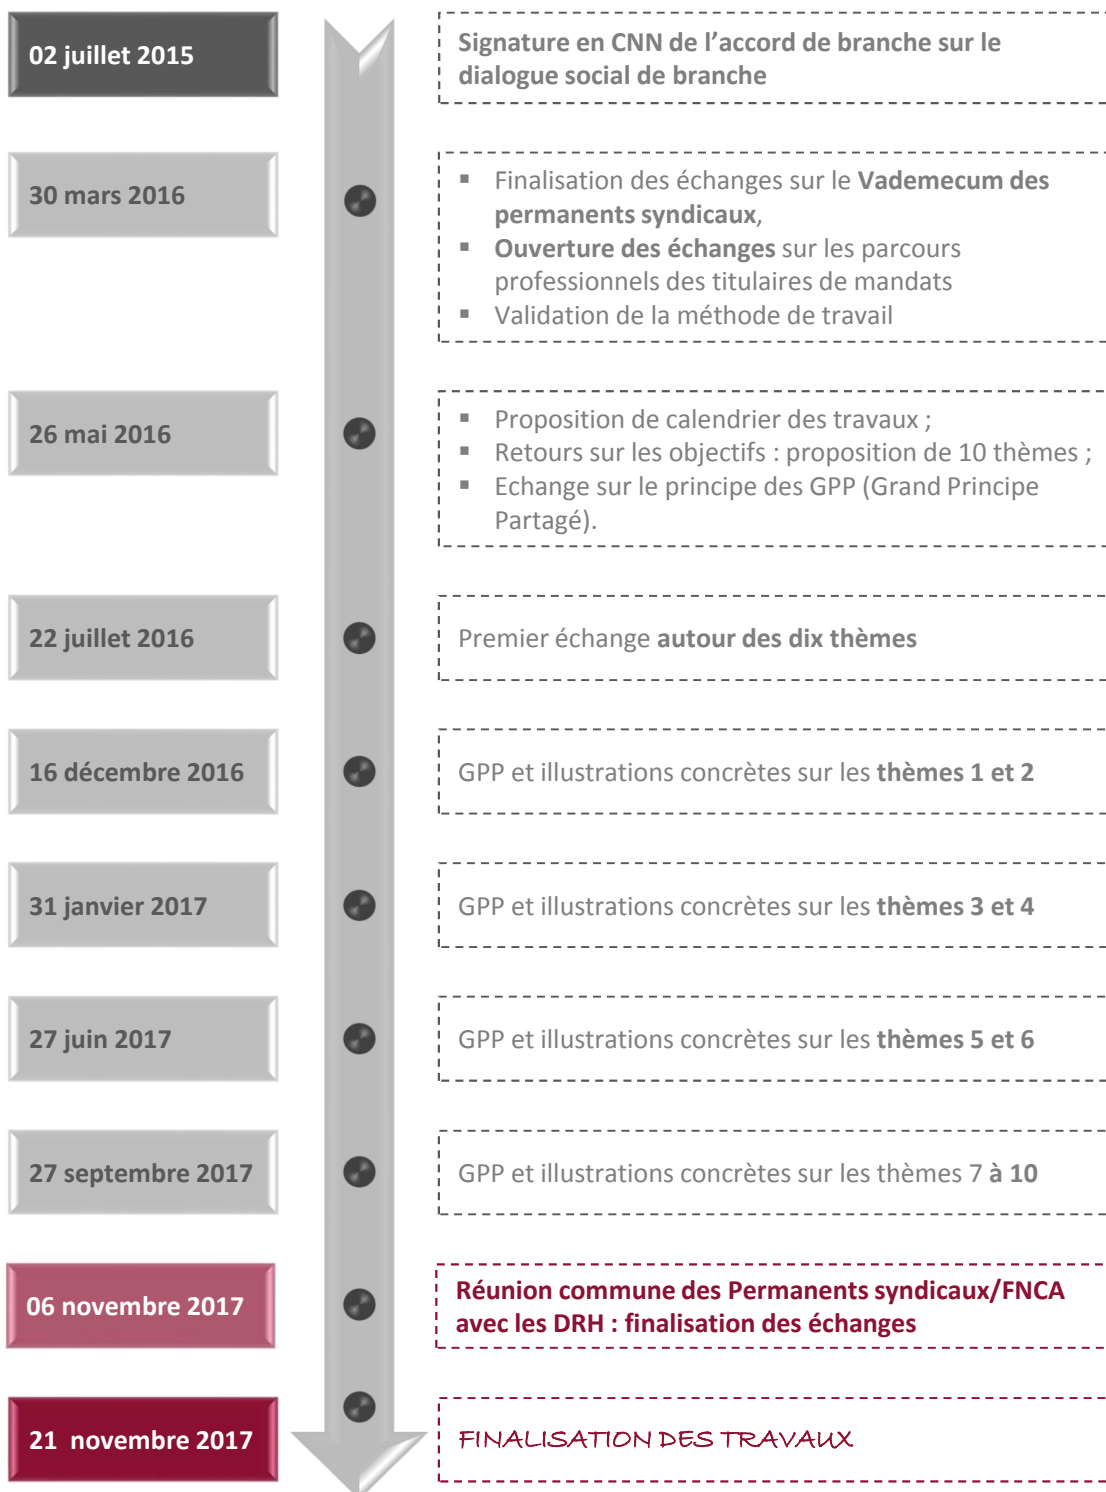 02 juillet 2015
Signature en CNN de l’accord de branche sur le
dialogue social de branche
30 mars 2016
▪ Finalisation des échanges sur le Vademecum des
permanents syndicaux,
▪ Ouverture des échanges sur les parcours
professionnels des titulaires de mandats
▪ Validation de la méthode de travail
26 mai 2016
▪ Proposition de calendrier des travaux ;
▪ Retours sur les objectifs : proposition de 10 thèmes ;
▪ Echange sur le principe des GPP (Grand Principe
Partagé).
22 juillet 2016
Premier échange autour des dix thèmes
16 décembre 2016
GPP et illustrations concrètes sur les thèmes 1 et 2
31 janvier 2017
GPP et illustrations concrètes sur les thèmes 3 et 4
27 juin 2017
GPP et illustrations concrètes sur les thèmes 5 et 6
27 septembre 2017
GPP et illustrations concrètes sur les thèmes 7 à 10
06 novembre 2017
Réunion commune des Permanents syndicaux/FNCA
avec les DRH : finalisation des échanges
21 novembre 2017
FINALISATION DES TRAVAUX